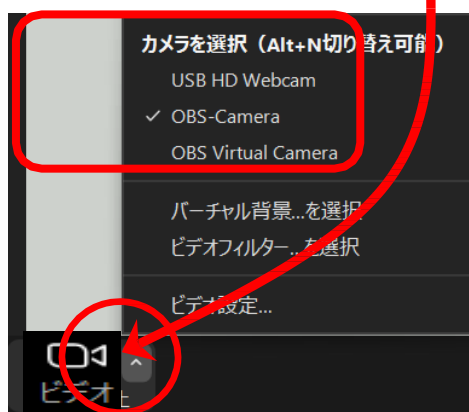 カメラを選択（Alt+N切り替え可能）
USB HD Webcam
✓ OBS-Camera
OBS Virtual Camera
バーチャル背景...を選択
ビデオフィルター...を選択
ビデオ設定...
ビデオ